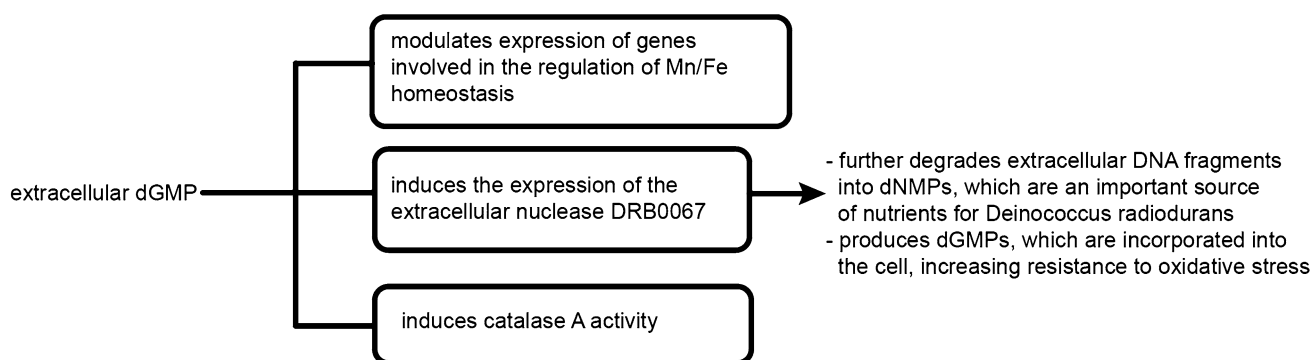 modulates expression of genes
involved in the regulation of Mn/Fe
homeostasis
extracellular dGMP
induces the expression of the
extracellular nuclease DRB0067
- further degrades extracellular DNA fragments
into dNMPs, which are an important source
of nutrients for Deinococcus radiodurans
- produces dGMPs, which are incorporated into
the cell, increasing resistance to oxidative stress
induces catalase A activity